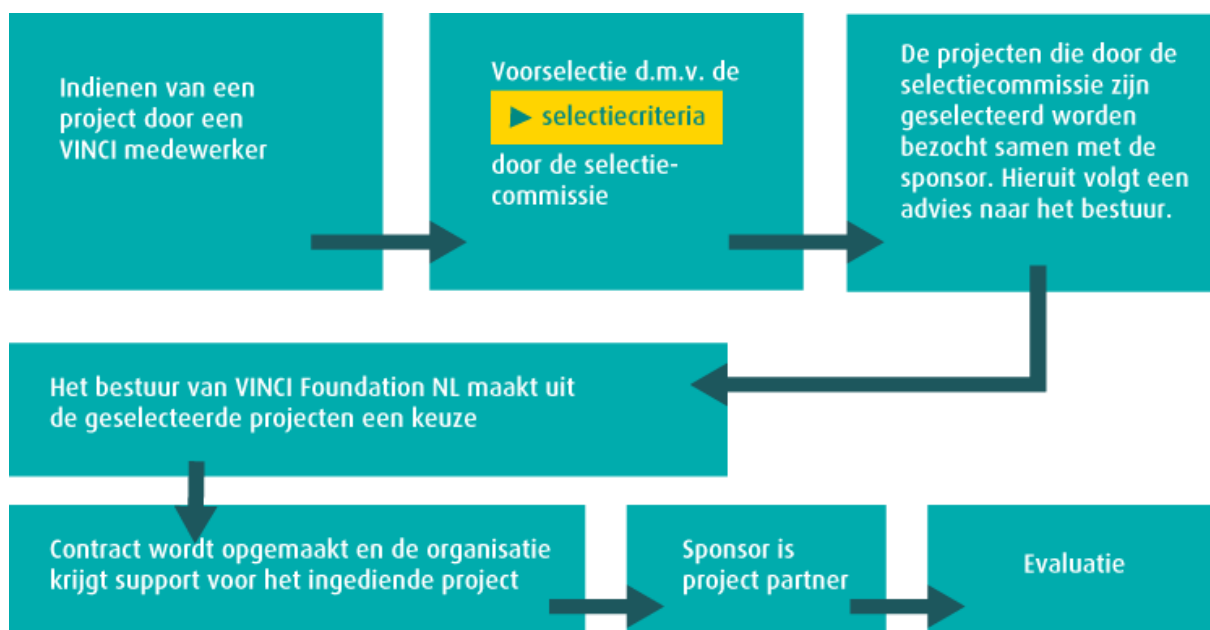 Indienen van een
project door een
VINCI medewerker
Voorselectie d.m.v. de
► selectiecriteria
door de selectie-
commissie
De projecten die door de
selectiecommissie zijn
geselecteerd worden
bezocht samen met de
sponsor. Hieruit volgt een
advies naar het bestuur.
Het bestuur van VINCI Foundation NL maakt uit
de geselecteerde projecten een keuze
Contract wordt opgemaakt en de organisatie
krijgt support voor het ingediende project
Sponsor is
project partner
Evaluatie